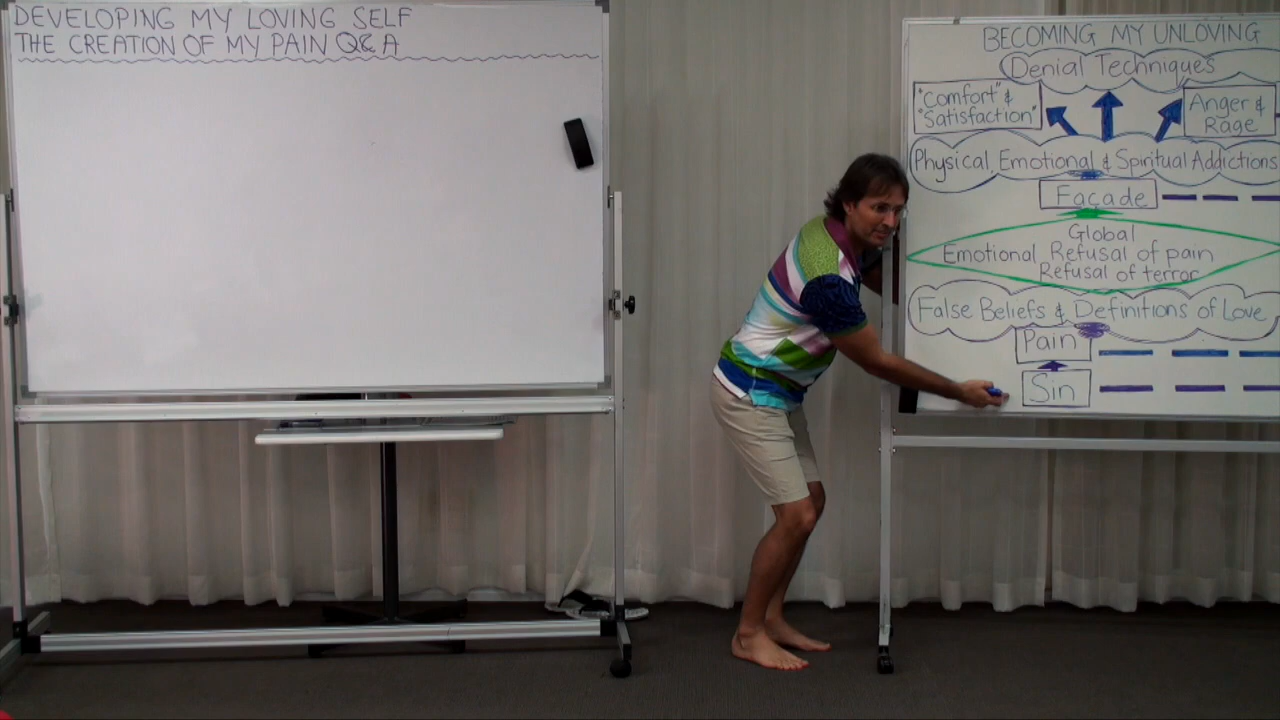 DEVELOPING MY LOVING SELF
THE CREATION OF MY PAIN Q&A
BECOMING MY UNLOVING
Denial Techniques
"Comfort" &
"Satisfaction"
Anger &
Rage
Physical, Emotional & Spiritual Addictions
Façade
Global
Emotional Refusal of pain
Refusal of terror
False Beliefs & Definitions of Love
Pain
Sin